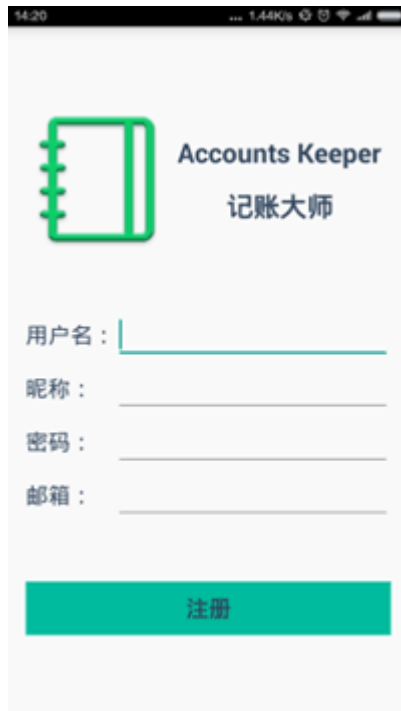 14:20
... 1.44K/s
Accounts Keeper
记账大师
用户名：
昵称：
密码：
邮箱：
注册